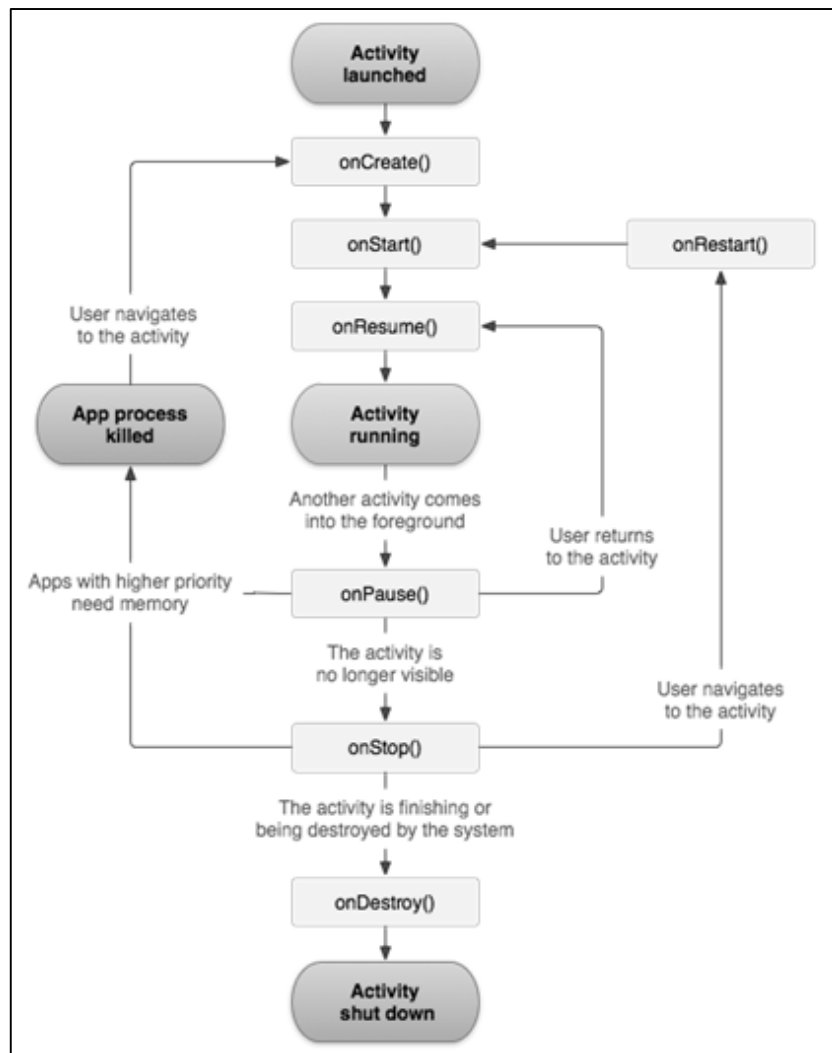 Activity
launched
onCreate()
onStart()
onRestart()
User navigates
to the activity
onResume()
App process
killed
Activity
running
Another activity comes
into the foreground
User returns
to the activity
Apps with higher priority
need memory
onPause()
The activity is
no longer visible
User navigates
to the activity
onStop()
The activity is finishing or
being destroyed by the system
onDestroy()
Activity
shut down